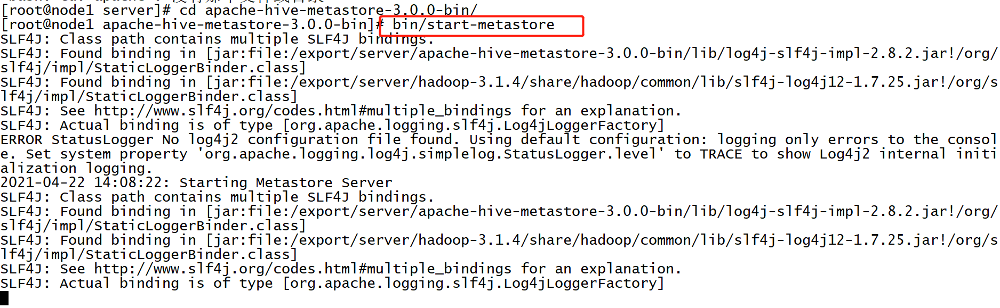 [root@node1 server]# cd apache-hive-metastore-3.0.0-bin/
[root@node1 apache-hive-metastore-3.0.0-bin]# bin/start-metastore
SLF4J: Class path contains multiple SLF4J bindings.
SLF4J: Found binding in [jar:file:/export/server/apache-hive-metastore-3.0.0-bin/lib/log4j-slf4j-impl-2.8.2.jar!/org/
slf4j/impl/StaticLoggerBinder.class]
SLF4J: Found binding in [jar:file:/export/server/hadoop-3.1.4/share/hadoop/common/lib/slf4j-log4j12-1.7.25.jar!/org/s
lf4j/impl/StaticLoggerBinder.class]
SLF4J: See http://www.slf4j.org/codes.html#multiple_bindings for an explanation.
SLF4J: Actual binding is of type [org.apache.logging.slf4j.Log4jLoggerFactory]
ERROR StatusLogger No log4j2 configuration file found. Using default configuration: logging only errors to the consol
e. Set system property 'org.apache.logging.log4j.simplelog.StatusLogger.level' to TRACE to show Log4j2 internal initi
alization logging.
2021-04-22 14:08:22: Starting Metastore Server
SLF4J: Class path contains multiple SLF4J bindings.
SLF4J: Found binding in [jar:file:/export/server/apache-hive-metastore-3.0.0-bin/lib/log4j-slf4j-impl-2.8.2.jar!/org/
slf4j/impl/StaticLoggerBinder.class]
SLF4J: Found binding in [jar:file:/export/server/hadoop-3.1.4/share/hadoop/common/lib/slf4j-log4j12-1.7.25.jar!/org/s
lf4j/impl/StaticLoggerBinder.class]
SLF4J: See http://www.slf4j.org/codes.html#multiple_bindings for an explanation.
SLF4J: Actual binding is of type [org.apache.logging.slf4j.Log4jLoggerFactory]